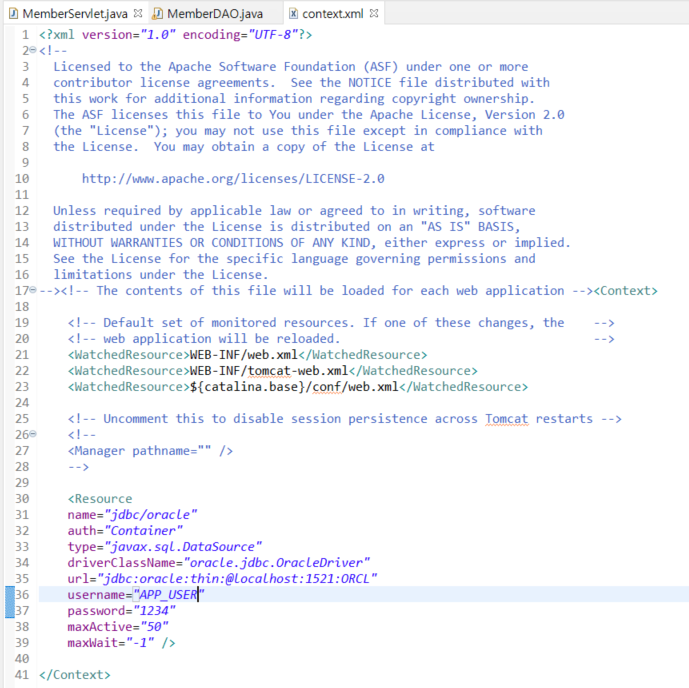 MemberServlet.java MemberDAO.java context.xml
1 <?xml version="1.0" encoding="UTF-8"?>
2 <!--
3 Licensed to the Apache Software Foundation (ASF) under one or more
4 contributor license agreements.  See the NOTICE file distributed with
5 this work for additional information regarding copyright ownership.
6 The ASF licenses this file to You under the Apache License, Version 2.0
7 (the "License"); you may not use this file except in compliance with
8 the License.  You may obtain a copy of the License at
9
10 http://www.apache.org/licenses/LICENSE-2.0
11
12 Unless required by applicable law or agreed to in writing, software
13 distributed under the License is distributed on an "AS IS" BASIS,
14 WITHOUT WARRANTIES OR CONDITIONS OF ANY KIND, either express or implied.
15 See the License for the specific language governing permissions and
16 limitations under the License.
17 --><!-- The contents of this file will be loaded for each web application --><Context>
18
19 <!-- Default set of monitored resources. If one of these changes, the    -->
20 <!-- web application will be reloaded.                                   -->
21 <WatchedResource>WEB-INF/web.xml</WatchedResource>
22 <WatchedResource>WEB-INF/tomcat-web.xml</WatchedResource>
23 <WatchedResource>${catalina.base}/conf/web.xml</WatchedResource>
24
25 <!-- Uncomment this to disable session persistence across Tomcat restarts -->
26 <!--
27 <Manager pathname="" />
28 -->
29
30 <Resource
31 name="jdbc/oracle"
32 auth="Container"
33 type="javax.sql.DataSource"
34 driverClassName="oracle.jdbc.OracleDriver"
35 url="jdbc:oracle:thin:@localhost:1521:ORCL"
36 username="APP_USER"
37 password="1234"
38 maxActive="50"
39 maxWait="-1" />
40
41 </Context>